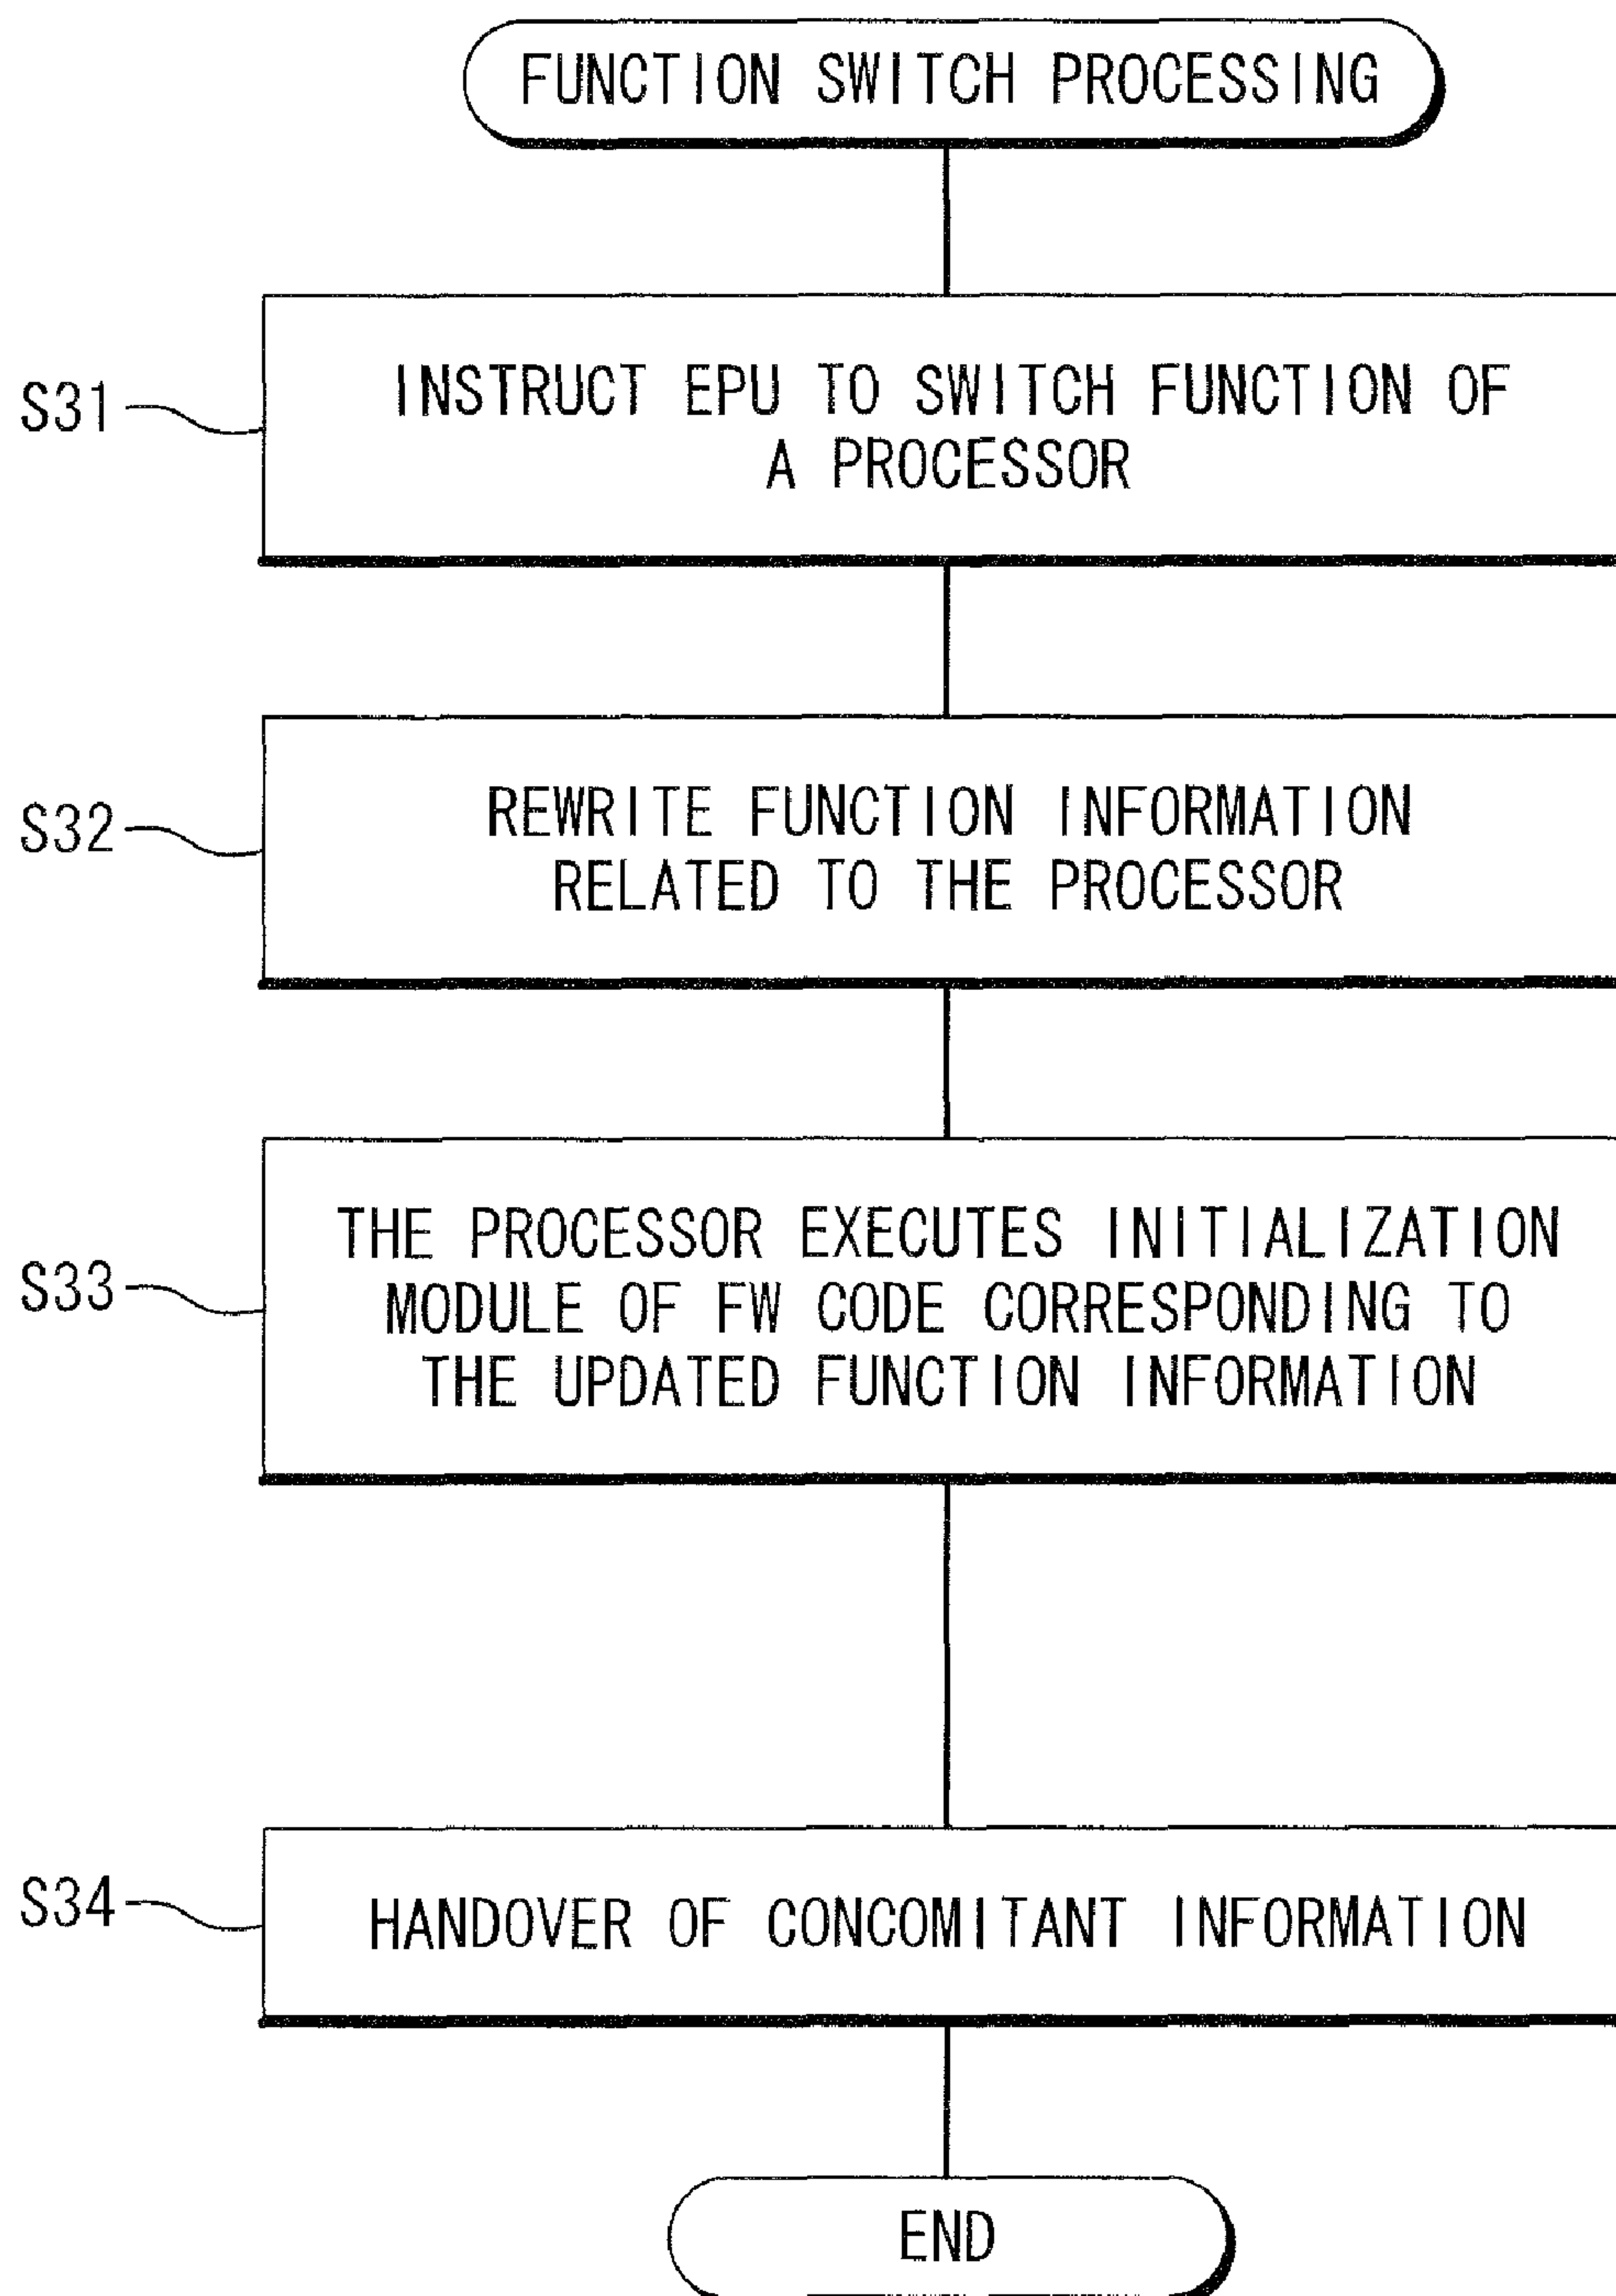 FUNCTION SWITCH PROCESSING
S31
INSTRUCT EPU TO SWITCH FUNCTION OF
A PROCESSOR
S32
REWRITE FUNCTION INFORMATION
RELATED TO THE PROCESSOR
S33
THE PROCESSOR EXECUTES INITIALIZATION
MODULE OF FW CODE CORRESPONDING TO
THE UPDATED FUNCTION INFORMATION
S34
HANDOVER OF CONCOMITANT INFORMATION
END